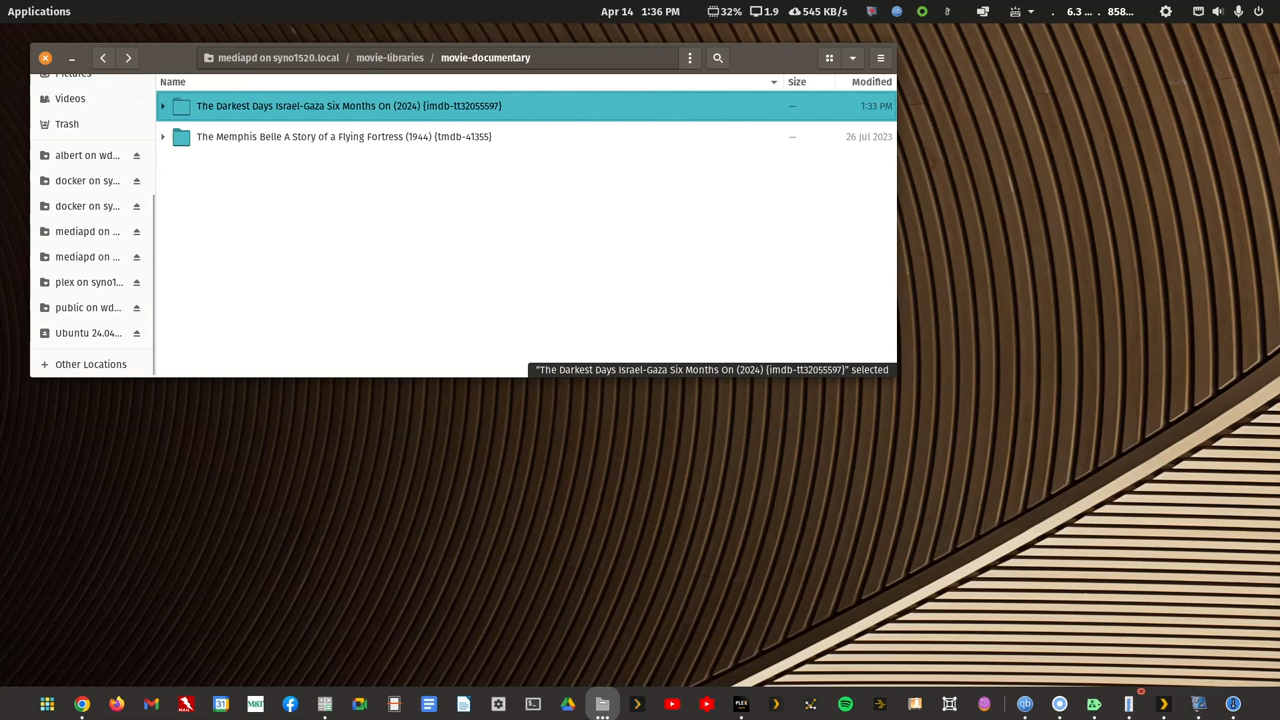 Applications
Apr 14 1:36 PM
32% 1.9 545 KB/s
6.3 ... . 858...
mediapd on syno1520.local / movie-libraries / movie-documentary
Pictures
Videos
Trash
albert on wd...
docker on sy...
docker on sy...
mediapd on ...
mediapd on ...
plex on syno1...
public on wd...
Ubuntu 24.04...
Other Locations
Name Size Modified
The Darkest Days Israel-Gaza Six Months On (2024) {imdb-tt32055597} — 1:33 PM
The Memphis Belle A Story of a Flying Fortress (1944) {tmdb-41355} — 26 Jul 2023
“The Darkest Days Israel-Gaza Six Months On (2024) {imdb-tt32055597}” selected
MAIL
31
M&T
PLEX
qb